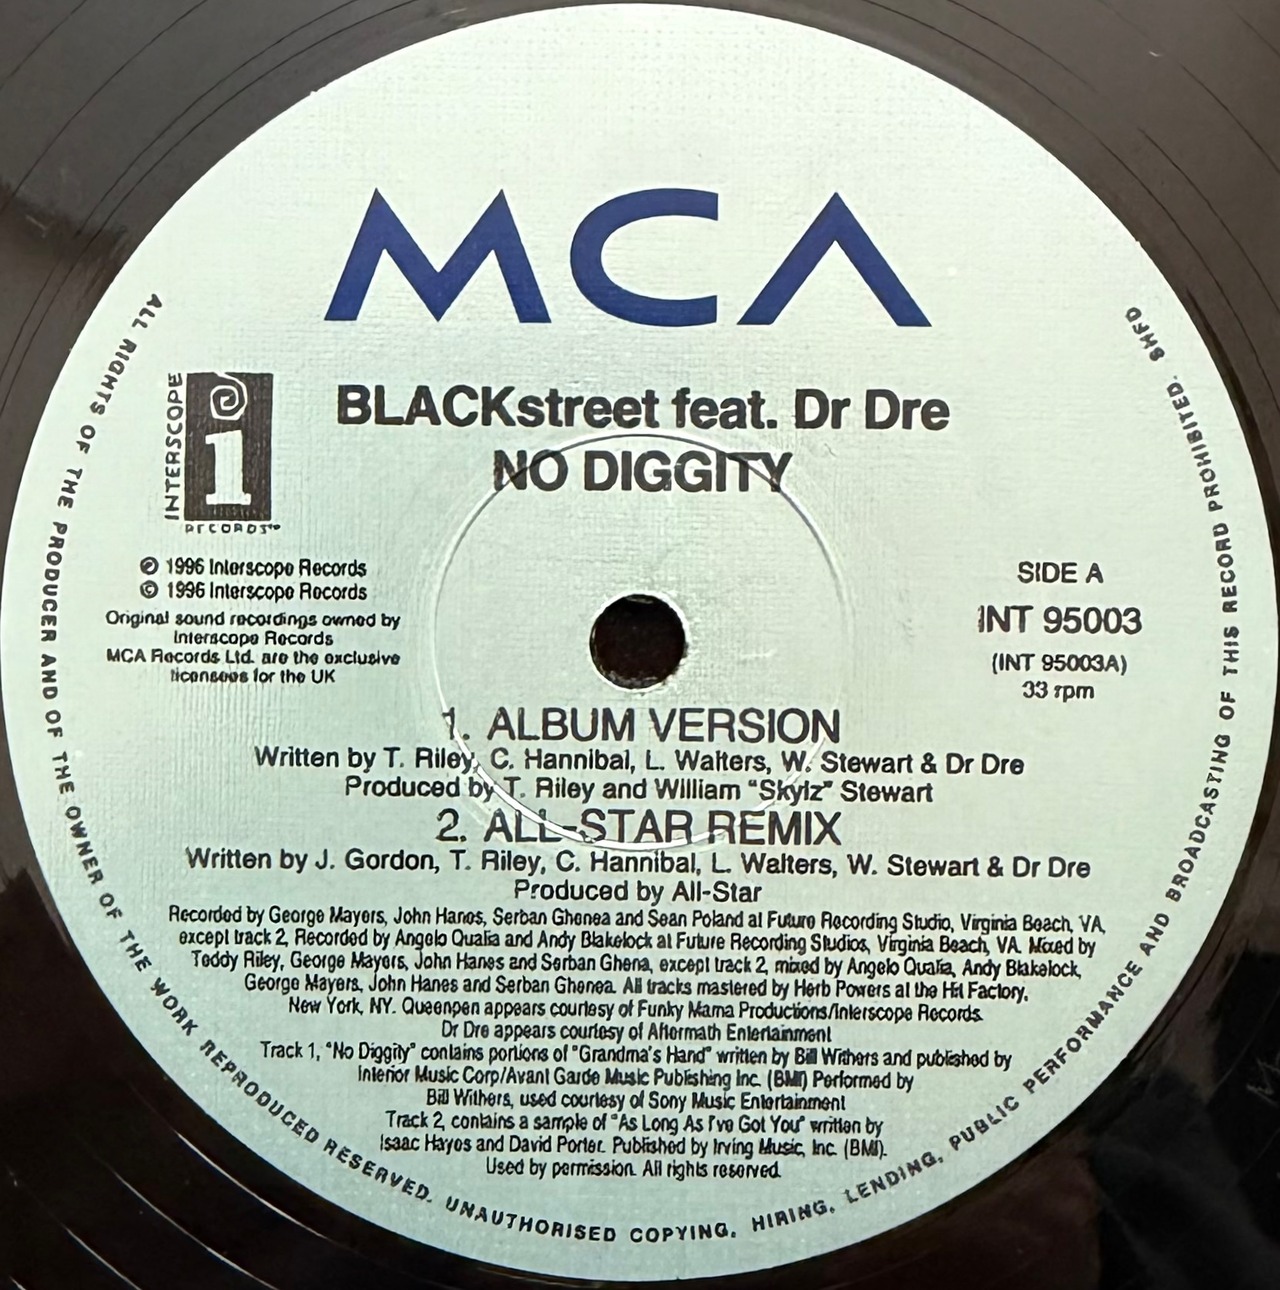 MCA
BLACKstreet feat. Dr Dre
NO DIGGITY
INTERSCOPE
RECORDS
℗ 1996 Interscope Records
© 1996 Interscope Records
Original sound recordings owned by
Interscope Records
MCA Records Ltd. are the exclusive
licensees for the UK
SIDE A
INT 95003
(INT 95003A)
33 rpm
1. ALBUM VERSION
Written by T. Riley, C. Hannibal, L. Walters, W. Stewart & Dr Dre
Produced by T. Riley and William "Skylz" Stewart
2. ALL-STAR REMIX
Written by J. Gordon, T. Riley, C. Hannibal, L. Walters, W. Stewart & Dr Dre
Produced by All-Star
Recorded by George Mayers, John Hanes, Serban Ghenea and Sean Poland at Future Recording Studio, Virginia Beach, VA,
except track 2, Recorded by Angelo Qualia and Andy Blakelock at Future Recording Studios, Virginia Beach, VA. Mixed by
Teddy Riley, George Mayers, John Hanes and Serban Ghena, except track 2, mixed by Angelo Qualia, Andy Blakelock,
George Mayers, John Hanes and Serban Ghenea. All tracks mastered by Herb Powers at the Hit Factory,
New York, NY. Queenpen appears courtesy of Funky Mama Productions/Interscope Records.
Dr Dre appears courtesy of Aftermath Entertainment
Track 1, "No Diggity" contains portions of "Grandma's Hand" written by Bill Withers and published by
Interior Music Corp/Avant Garde Music Publishing Inc. (BMI) Performed by
Bill Withers, used courtesy of Sony Music Entertainment
Track 2, contains a sample of "As Long As I've Got You" written by
Isaac Hayes and David Porter. Published by Irving Music, Inc. (BMI).
Used by permission. All rights reserved.
ALL RIGHTS OF THE PRODUCER AND OF THE OWNER OF THE WORK REPRODUCED RESERVED. UNAUTHORISED COPYING, HIRING, LENDING, PUBLIC PERFORMANCE AND BROADCASTING OF THIS RECORD PROHIBITED. BMFD